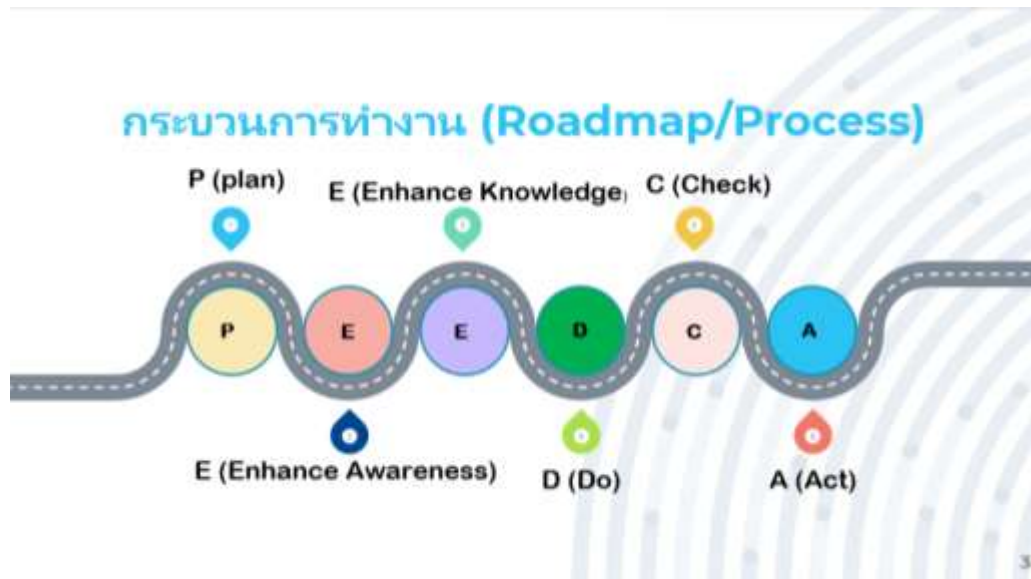 กระบวนการทำงาน (Roadmap/Process)
P (plan)
E (Enhance Knowledge)
C (Check)
P
E
E
D
C
A
E (Enhance Awareness)
D (Do)
A (Act)
3